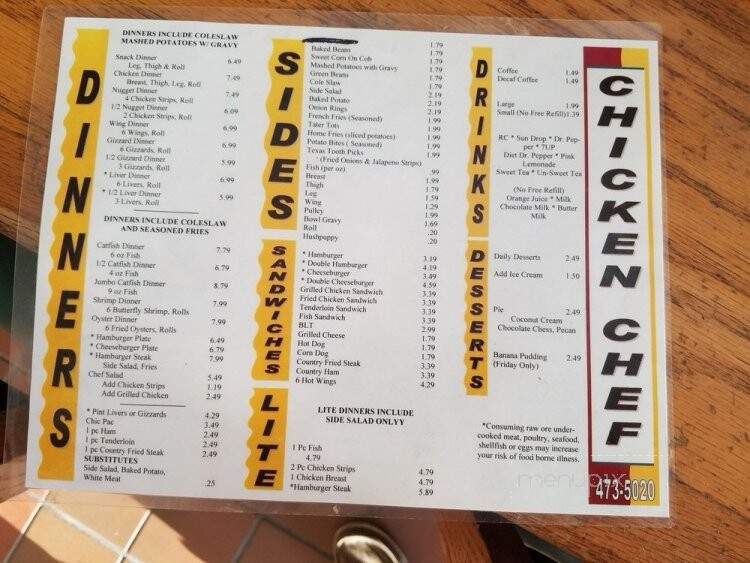 DINNERS
DINNERS INCLUDE COLESLAW
MASHED POTATOES W/ GRAVY
Snack Dinner 6.49
Leg, Thigh & Roll
Chicken Dinner 7.49
Breast, Thigh, Leg, Roll
Nugget Dinner 7.49
4 Chicken Strips, Roll
1/2 Nugget Dinner 6.09
2 Chicken Strips, Roll
Wing Dinner 6.99
6 Wings, Roll
Gizzard Dinner 6.99
6 Gizzards, Roll
1/2 Gizzard Dinner 5.99
3 Gizzards, Roll
* Liver Dinner 6.99
6 Livers, Roll
* 1/2 Liver Dinner 5.99
3 Livers, Roll
DINNERS INCLUDE COLESLAW
AND SEASONED FRIES
Catfish Dinner 7.79
6 oz Fish
1/2 Catfish Dinner 6.79
4 oz Fish
Jumbo Catfish Dinner 8.79
9 oz Fish
Shrimp Dinner 7.99
6 Butterfly Shrimp, Rolls
Oyster Dinner 7.99
6 Fried Oysters, Rolls
* Hamburger Plate 6.49
* Cheeseburger Plate 6.79
* Hamburger Steak 7.99
Side Salad, Fries
Chef Salad 5.49
Add Chicken Strips 1.19
Add Grilled Chicken 2.49
* Pint Livers or Gizzards 4.29
Chic Pac 3.49
1 pc Ham 2.49
1 pc Tenderloin 2.49
1 pc Country Fried Steak 2.49
SUBSTITUTES
Side Salad, Baked Potato,
White Meat .25
SIDES
Baked Beans 1.79
Sweet Corn On Cob 1.79
Mashed Potatoes with Gravy 1.79
Green Beans 1.79
Cole Slaw 1.79
Side Salad 2.19
Baked Potato 2.19
Onion Rings 2.19
French Fries (Seasoned) 1.99
Tater Tots 1.99
Home Fries (sliced potatoes) 1.99
Potato Bites ( Seasoned) 1.99
Texas Tooth Picks 1.99
(Fried Onions & Jalapeno Strips)
Fish (per oz) .99
Breast 1.99
Thigh 1.79
Leg 1.59
Wing 1.29
Pulley 1.99
Bowl Gravy 1.69
Roll .20
Hushpuppy .20
SANDWICHES
* Hamburger 3.19
* Double Hamburger 4.19
* Cheeseburger 3.49
* Double Cheeseburger 4.59
Grilled Chicken Sandwich 3.39
Fried Chicken Sandwich 3.39
Tenderloin Sandwich 3.39
Fish Sandwich 3.39
BLT 2.99
Grilled Cheese 1.79
Hot Dog 1.79
Corn Dog 1.79
Country Fried Steak 3.39
Country Ham 3.39
6 Hot Wings 4.29
LITE
LITE DINNERS INCLUDE
SIDE SALAD ONLYY
1 Pc Fish
4.79
2 Pc Chicken Strips 4.79
1 Chicken Breast 4.79
*Hamburger Steak 5.89
DRINKS
Coffee 1.49
Decaf Coffee 1.49
Large 1.99
Small (No Free Refill)1.39
RC * Sun Drop * Dr. Pep-
per * 7UP
Diet Dr. Pepper * Pink
Lemonade
Sweet Tea * Un-Sweet Tea
(No Free Refill)
Orange Juice * Milk
Chocolate Milk * Butter
Milk
DESSERTS
Daily Desserts 2.49
Add Ice Cream 1.50
Pie 2.49
Coconut Cream
Chocolate Chess, Pecan
Banana Pudding 2.49
(Friday Only)
*Consuming raw ore under-
cooked meat, poultry, seafood,
shellfish or eggs may increase
your risk of food borne illness.
CHICKEN CHEF
473-5020
menupix